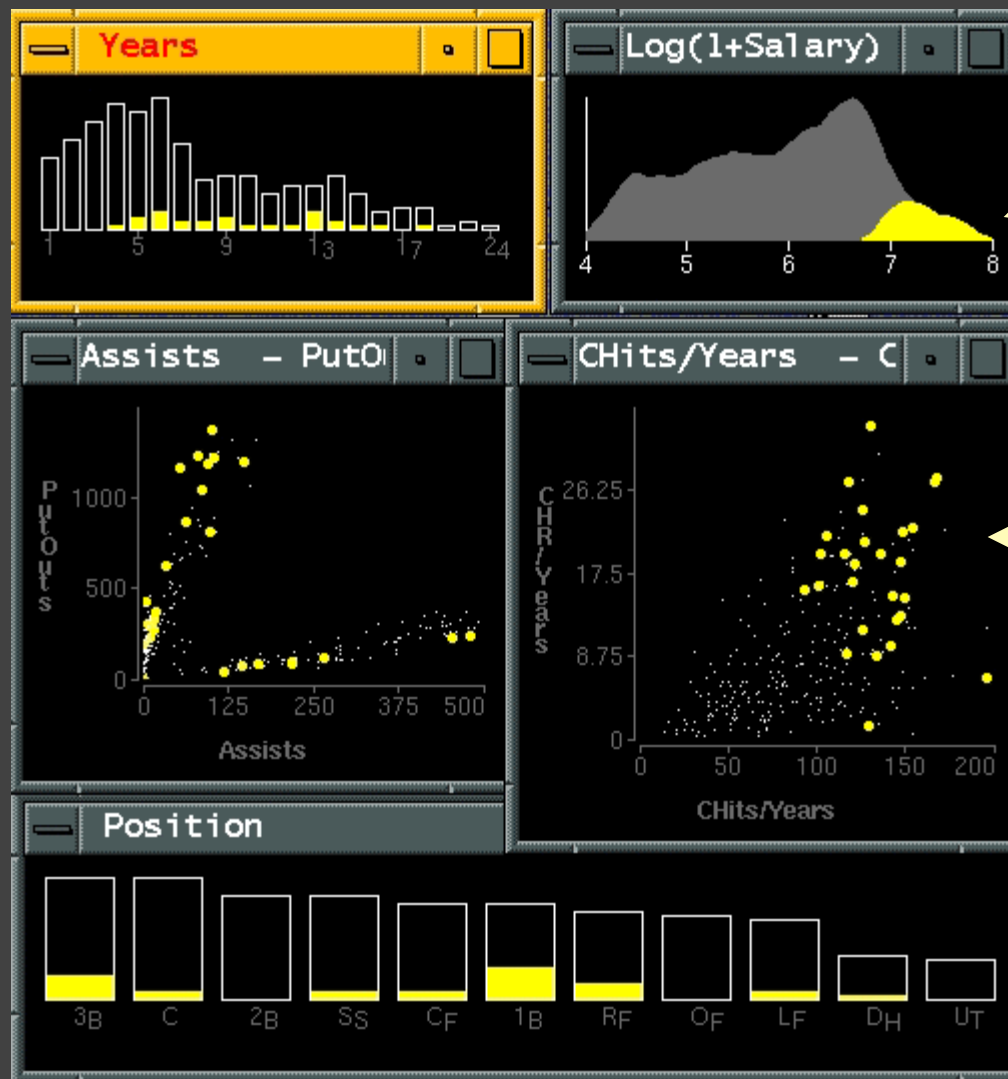 Years
Log(1+Salary)
1 5 9 13 17 24
4 5 6 7 8
Assists - PutO
CHits/Years - C
PutOuts
1000
500
0
0 125 250 375 500
Assists
CHR/Years
26.25
17.5
8.75
0
0 50 100 150 200
CHits/Years
Position
3B C 2B SS CF 1B RF OF LF DH UT